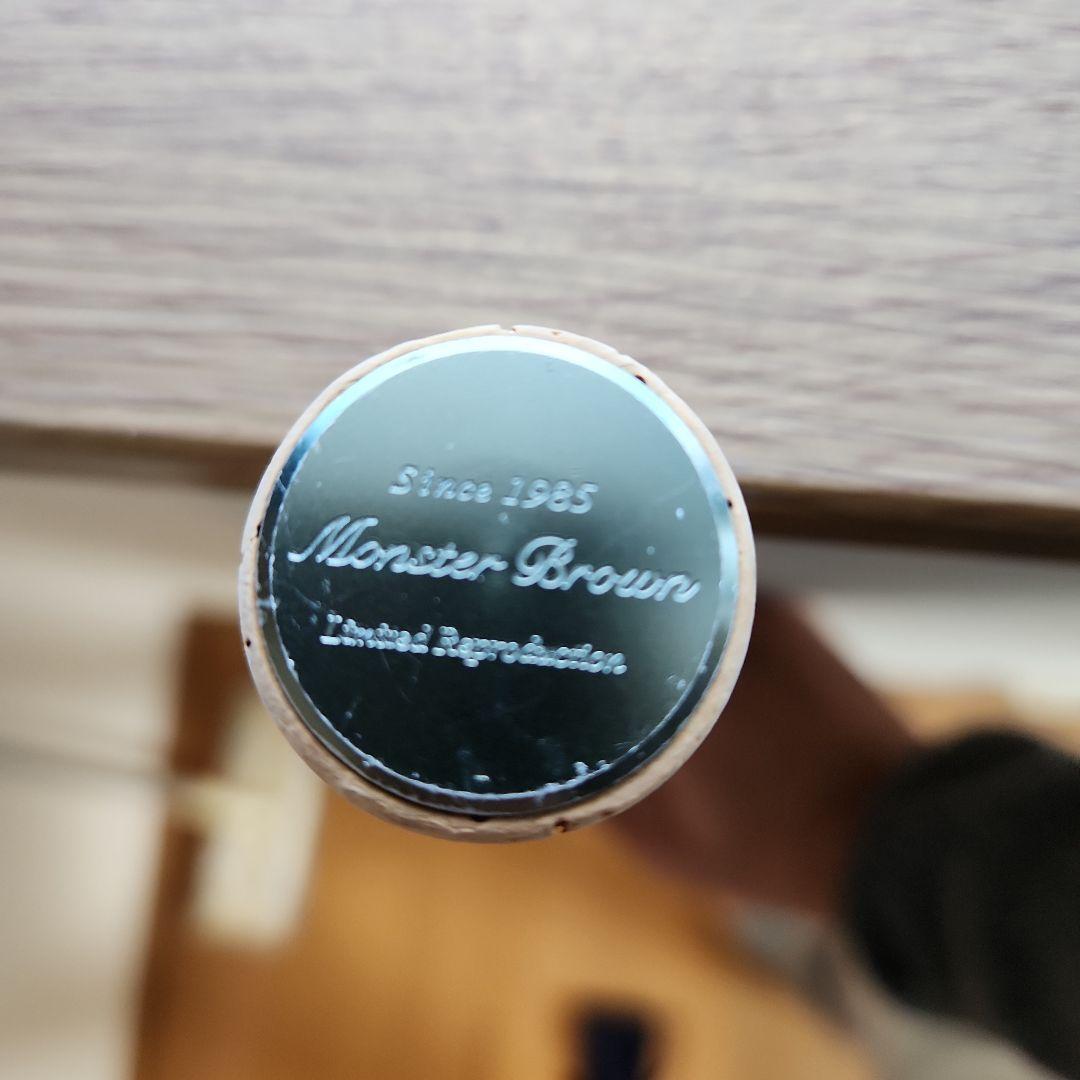 Since 1985
Monster Brown
Limited Reproduction